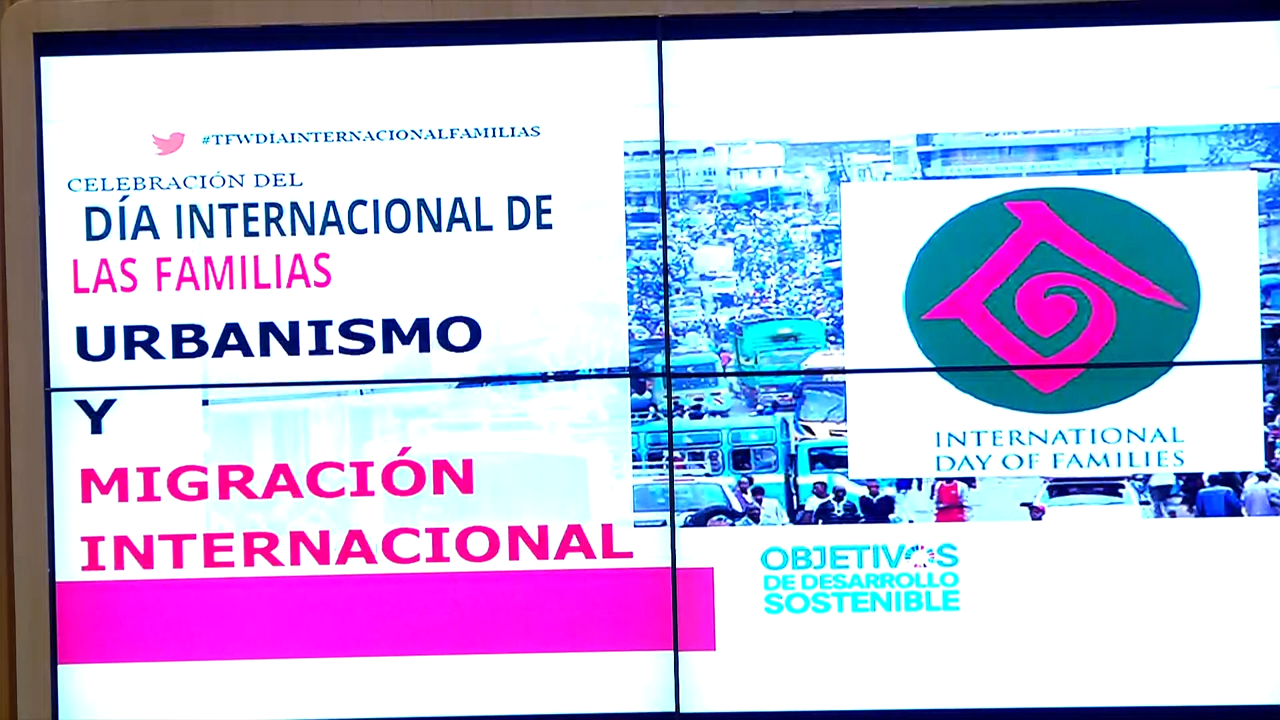 #TFWDIAINTERNACIONALFAMILIAS
CELEBRACIÓN DEL
DÍA INTERNACIONAL DE
LAS FAMILIAS
URBANISMO
Y
MIGRACIÓN
INTERNACIONAL
INTERNATIONAL
DAY OF FAMILIES
OBJETIVOS
DE DESARROLLO
SOSTENIBLE